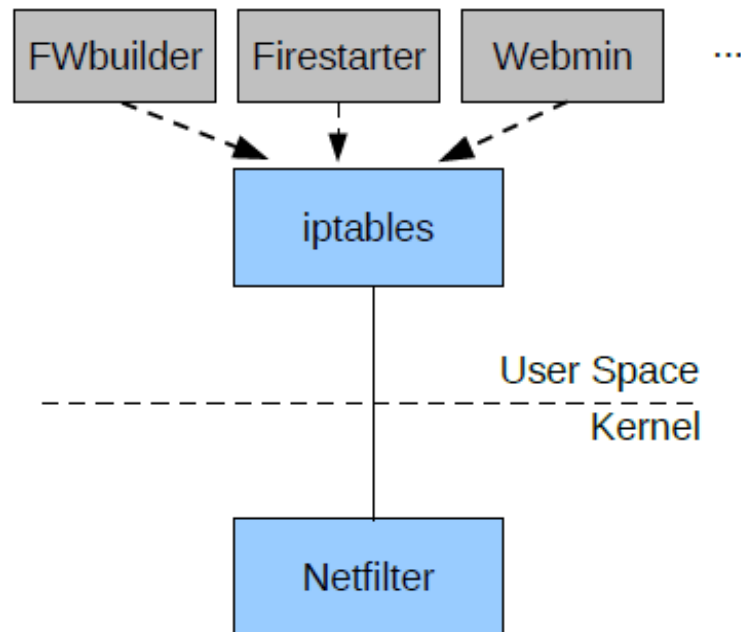 FWbuilder
Firestarter
Webmin
...
iptables
User Space
Kernel
Netfilter